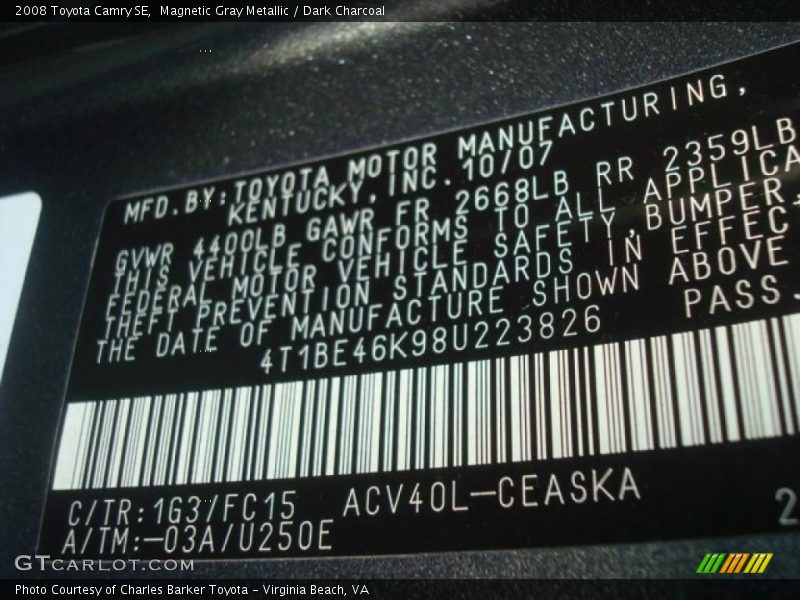 2008 Toyota Camry SE,  Magnetic Gray Metallic / Dark Charcoal
MFD.BY:TOYOTA MOTOR MANUFACTURING,
KENTUCKY,INC. 10/07
GVWR 4400LB GAWR FR 2668LB RR 2359LB
THIS VEHICLE CONFORMS TO ALL APPLICA
FEDERAL MOTOR VEHICLE SAFETY,BUMPER,
THEFT PREVENTION STANDARDS IN EFFEC
THE DATE OF MANUFACTURE SHOWN ABOVE
4T1BE46K98U223826 PASS.
C/TR:1G3/FC15 ACV40L-CEASKA
A/TM:-03A/U250E
2
GTCARLOT.COM
Photo Courtesy of Charles Barker Toyota - Virginia Beach, VA